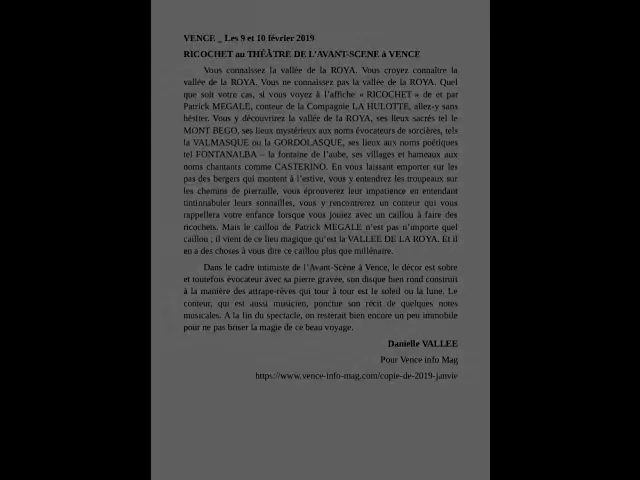 VENCE _ Les 9 et 10 février 2019
RICOCHET au THÉÂTRE DE L'AVANT-SCENE à VENCE
Vous connaissez la vallée de la ROYA. Vous croyez connaître la
vallée de la ROYA. Vous ne connaissez pas la vallée de la ROYA. Quel
que soit votre cas, si vous voyez à l'affiche « RICOCHET » de et par
Patrick MEGALE, conteur de la Compagnie LA HULOTTE, allez-y sans
hésiter. Vous y découvrirez la vallée de la ROYA, ses lieux sacrés tel le
MONT BEGO, ses lieux mystérieux aux noms évocateurs de sorcières, tels
la VALMASQUE ou la GORDOLASQUE, ses lieux aux noms poétiques
tel FONTANALBA – la fontaine de l'aube, ses villages et hameaux aux
noms chantants comme CASTERINO. En vous laissant emporter sur les
pas des bergers qui montent à l'estive, vous y entendrez les troupeaux sur
les chemins de pierraille, vous éprouverez leur impatience en entendant
tintinnabuler leurs sonnailles, vous y rencontrerez un conteur qui vous
rappellera votre enfance lorsque vous jouiez avec un caillou à faire des
ricochets. Mais le caillou de Patrick MEGALE n'est pas n'importe quel
caillou , il vient de ce lieu magique qu'est la VALLEE DE LA ROYA. Et il
en a des choses à vous dire ce caillou plus que millénaire.
Dans le cadre intimiste de l'Avant-Scène à Vence, le décor est sobre
et toutefois évocateur avec sa pierre gravée, son disque bien rond construit
à la manière des attrape-rêves qui tour à tour est le soleil ou la lune. Le
conteur, qui est aussi musicien, ponctue son récit de quelques notes
musicales. A la fin du spectacle, on resterait bien encore un peu immobile
pour ne pas briser la magie de ce beau voyage.
Danielle VALLEE
Pour Vence info Mag
https://www.vence-info-mag.com/copie-de-2019-janvie